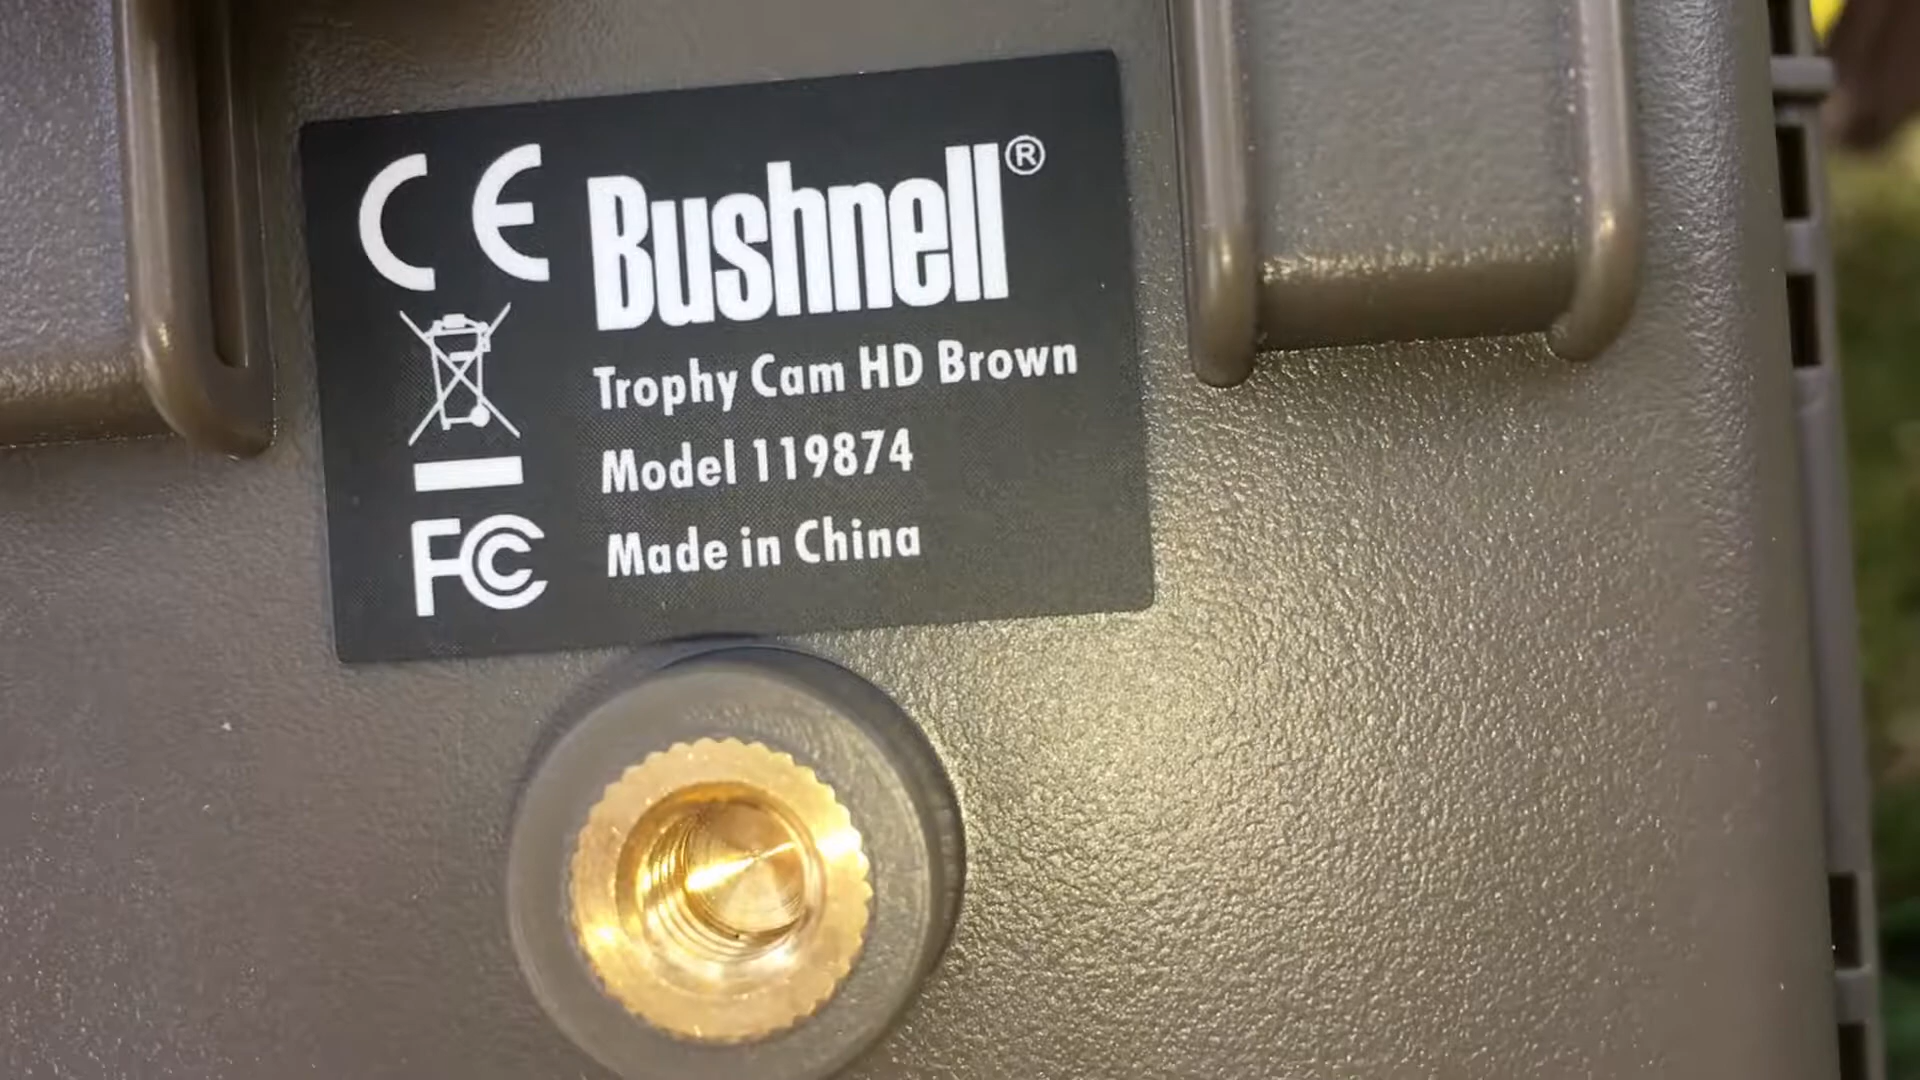 CE
Bushnell®
Trophy Cam HD Brown
Model 119874
FC
Made in China